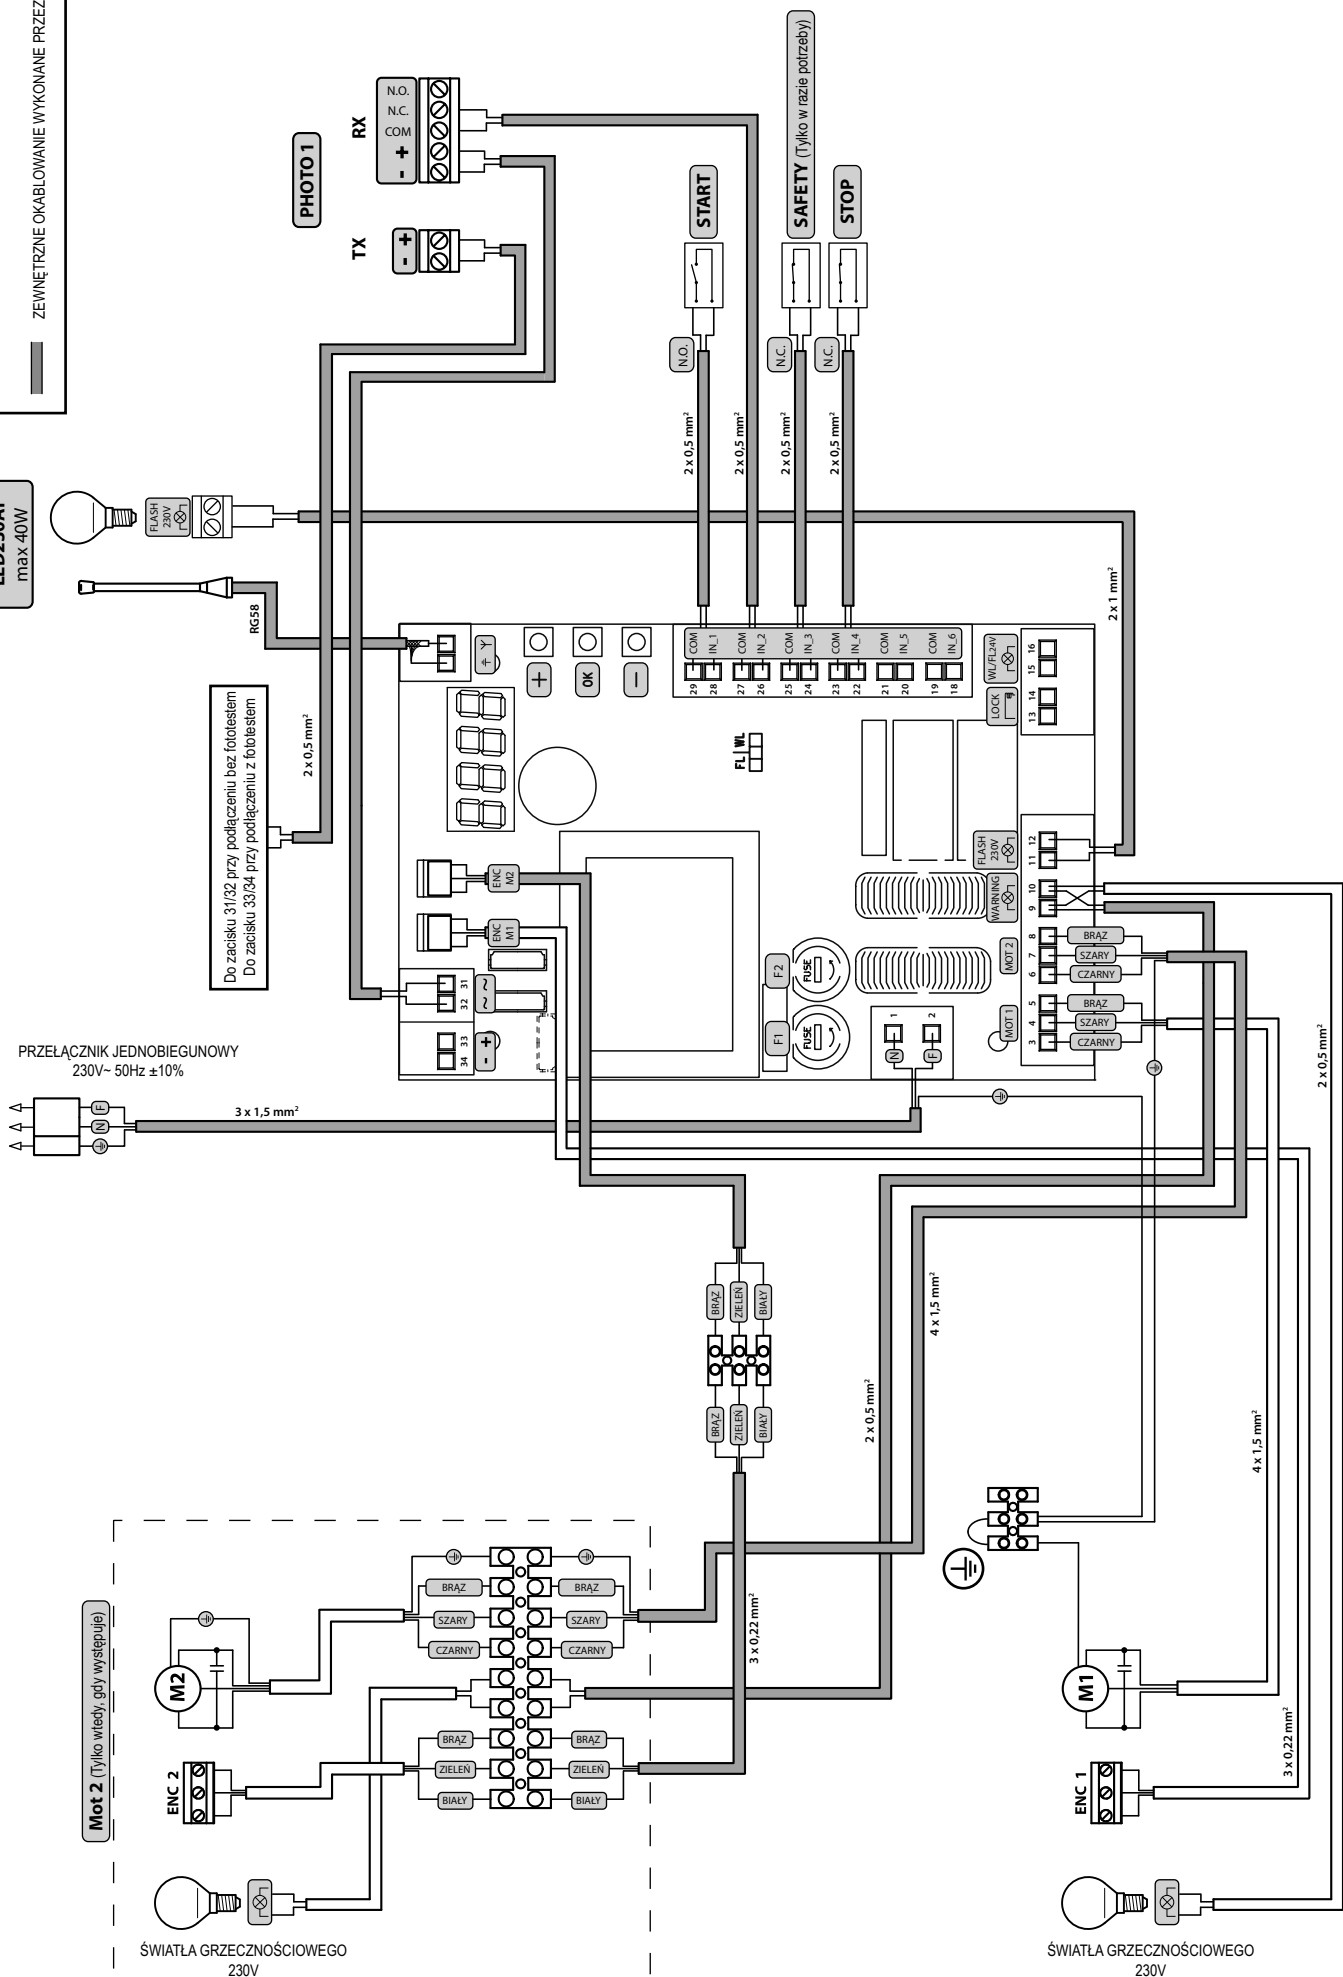 ZEWNĘTRZNE OKABLOWANIE WYKONANE PRZEZ
max 40W
FLASH
230V
RG58
PHOTO 1
RX
N.O.
N.C.
COM
- +
TX
- +
START
SAFETY (Tylko w razie potrzeby)
STOP
N.O.
N.C.
N.C.
2 x 0,5 mm²
2 x 0,5 mm²
2 x 0,5 mm²
2 x 0,5 mm²
2 x 1 mm²
Do zacisku 31/32 przy podłączeniu bez fototestem
Do zacisku 33/34 przy podłączeniu z fototestem
2 x 0,5 mm²
PRZEŁĄCZNIK JEDNOBIEGUNOWY
230V~ 50Hz ±10%
F
N
3 x 1,5 mm²
Y
+
OK
-
29 COM
28 IN_1
27 COM
26 IN_2
25 COM
24 IN_3
23 COM
22 IN_4
21 COM
20 IN_5
19 COM
18 IN_6
FL WL
ENC
M2
ENC
M1
31
32
~ ~
33
34
- +
WL/FL24V
LOCK
16
15
14
13
FLASH
230V
WARNING
12
11
10
9
8
7
6
5
4
3
MOT 2
MOT 1
BRĄZ
SZARY
CZARNY
BRĄZ
SZARY
CZARNY
F2
FUSE
F1
FUSE
1
2
N
F
2 x 0,5 mm²
BRĄZ
ZIELEŃ
BIAŁY
BRĄZ
ZIELEŃ
BIAŁY
4 x 1,5 mm²
2 x 0,5 mm²
4 x 1,5 mm²
3 x 0,22 mm²
3 x 0,22 mm²
Mot 2 (Tylko wtedy, gdy występuje)
M2
ENC 2
BRĄZ
SZARY
CZARNY
BRĄZ
ZIELEŃ
BIAŁY
BRĄZ
SZARY
CZARNY
BRĄZ
ZIELEŃ
BIAŁY
M1
ENC 1
ŚWIATŁA GRZECZNOŚCIOWEGO
230V
ŚWIATŁA GRZECZNOŚCIOWEGO
230V